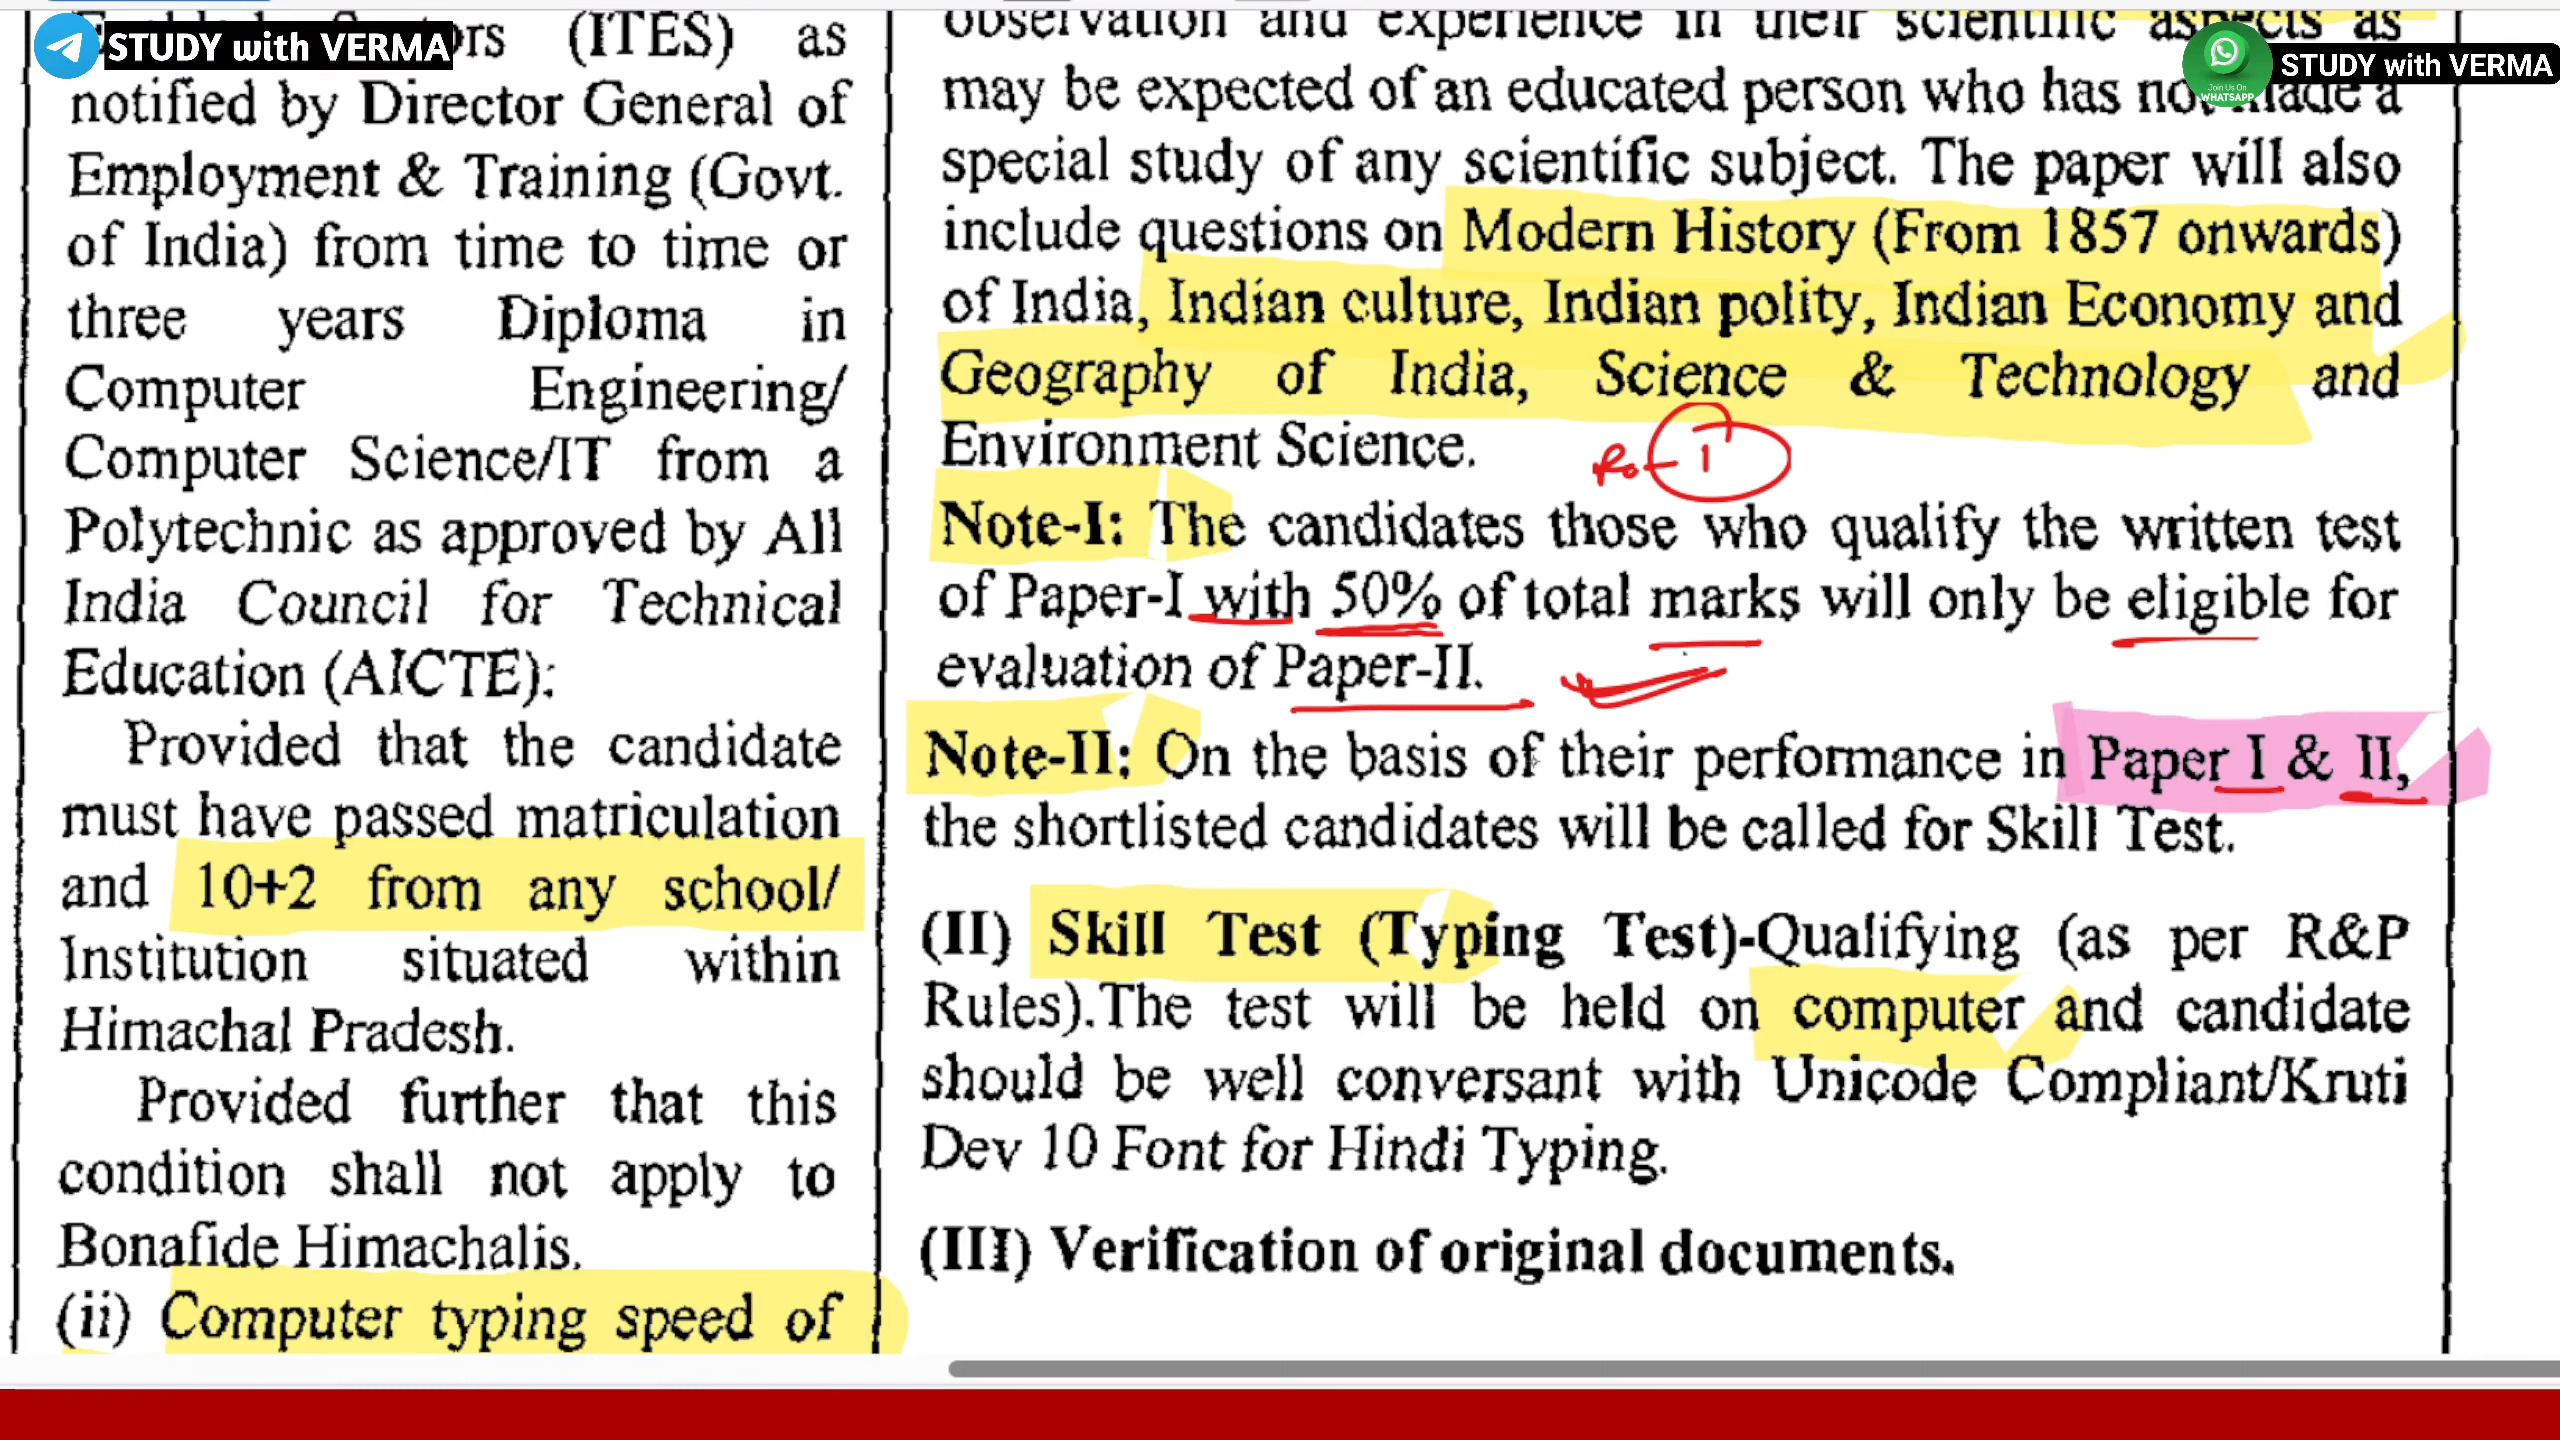 STUDY with VERMA
rs (ITES) as
notified by Director General of
Employment & Training (Govt.
of India) from time to time or
three years Diploma in
Computer Engineering/
Computer Science/IT from a
Polytechnic as approved by All
India Council for Technical
Education (AICTE):
Provided that the candidate
must have passed matriculation
and 10+2 from any school/
Institution situated within
Himachal Pradesh.
Provided further that this
condition shall not apply to
Bonafide Himachalis.
(ii) Computer typing speed of
observation and experience in their scientific aspects as
Join Us On
WHATSAPP
STUDY with VERMA
may be expected of an educated person who has not made a
special study of any scientific subject. The paper will also
include questions on Modern History (From 1857 onwards)
of India, Indian culture, Indian polity, Indian Economy and
Geography of India, Science & Technology and
Environment Science.
Note-I: The candidates those who qualify the written test
of Paper-I with 50% of total marks will only be eligible for
evaluation of Paper-II.
Note-II: On the basis of their performance in Paper I & II,
the shortlisted candidates will be called for Skill Test.
(II) Skill Test (Typing Test)-Qualifying (as per R&P
Rules).The test will be held on computer and candidate
should be well conversant with Unicode Compliant/Kruti
Dev 10 Font for Hindi Typing.
(III) Verification of original documents.